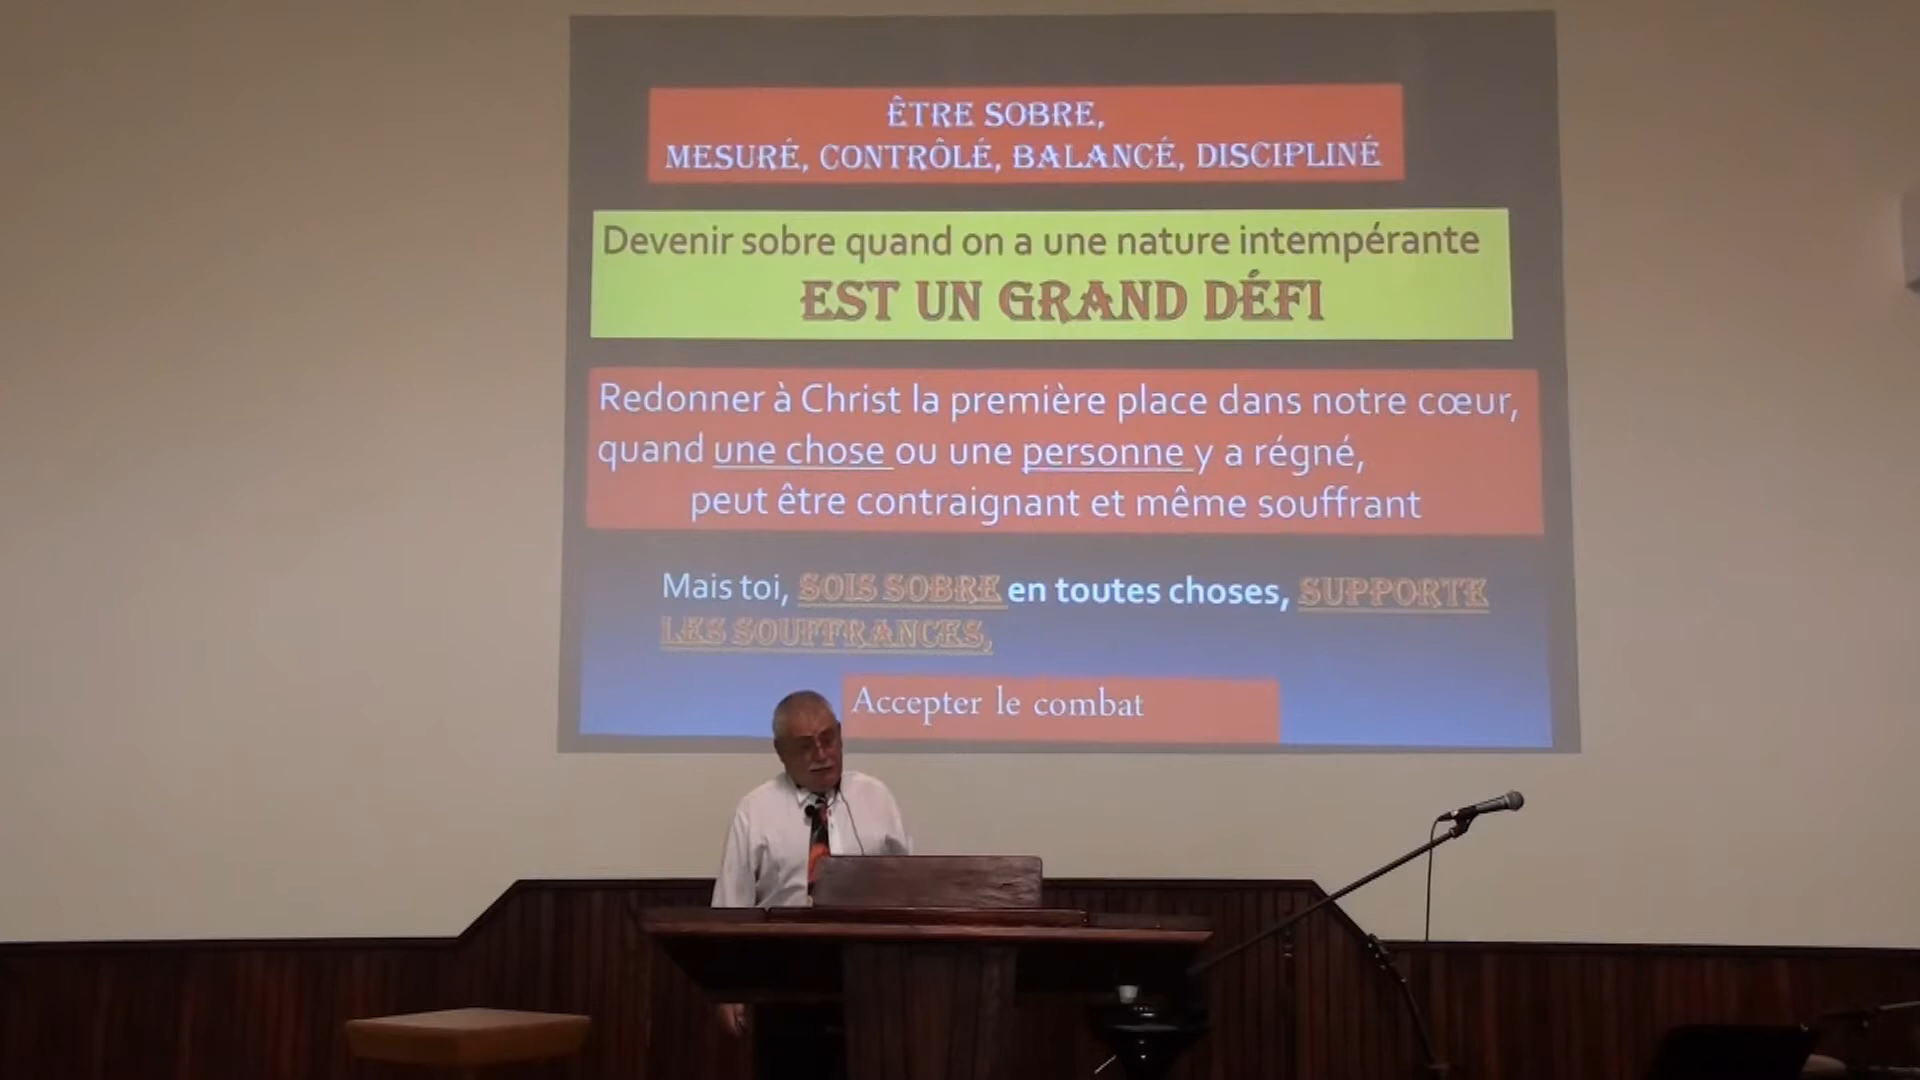 ÊTRE SOBRE,
MESURÉ, CONTRÔLÉ, BALANCÉ, DISCIPLINÉ
Devenir sobre quand on a une nature intempérante
EST UN GRAND DÉFI
Redonner à Christ la première place dans notre cœur,
quand une chose ou une personne y a régné,
peut être contraignant et même souffrant
Mais toi, SOIS SOBRE en toutes choses, SUPPORTE
LES SOUFFRANCES,
Accepter le combat